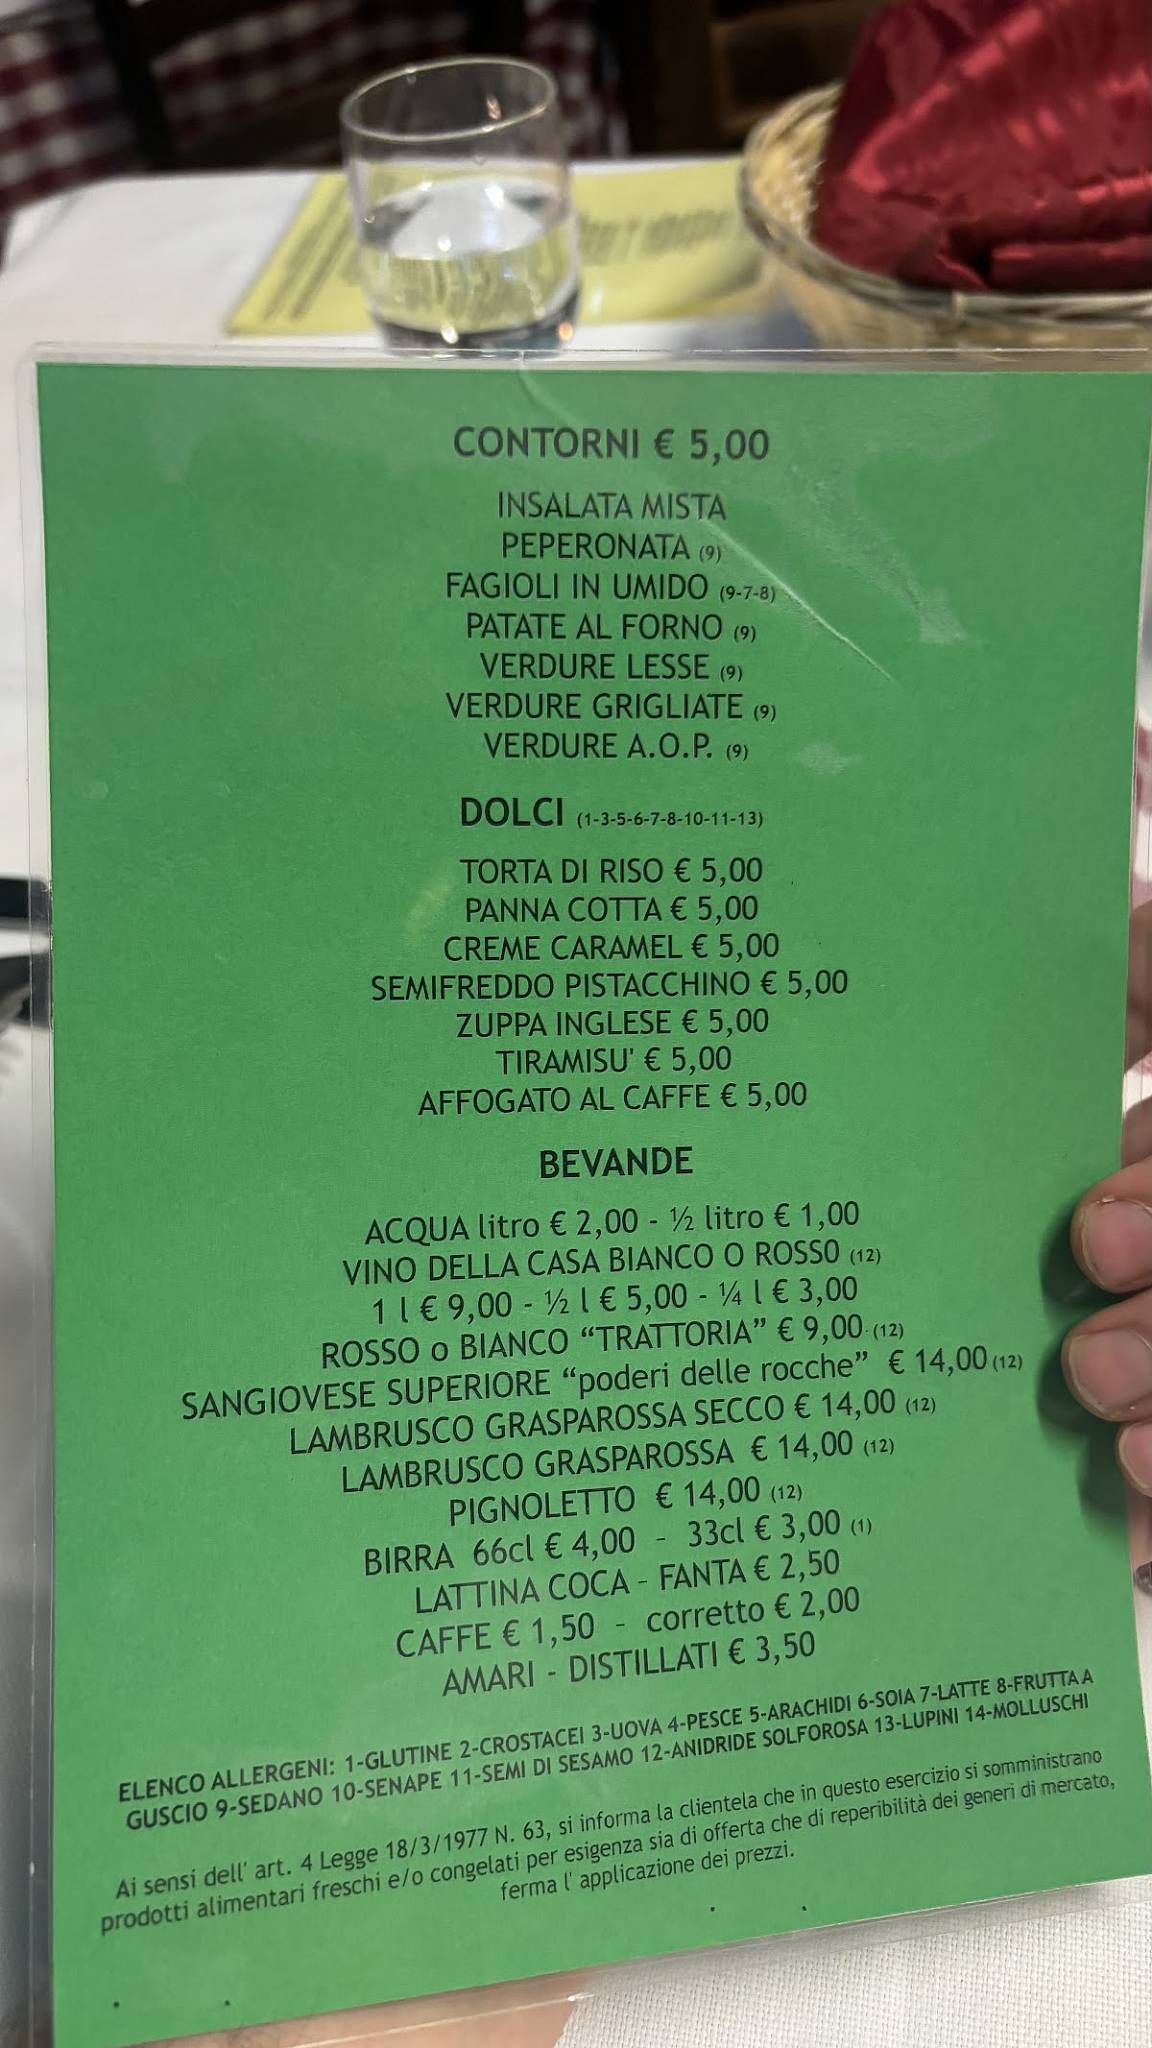 CONTORNI € 5,00
INSALATA MISTA
PEPERONATA (9)
FAGIOLI IN UMIDO (9-7-8)
PATATE AL FORNO (9)
VERDURE LESSE (9)
VERDURE GRIGLIATE (9)
VERDURE A.O.P. (9)
DOLCI (1-3-5-6-7-8-10-11-13)
TORTA DI RISO € 5,00
PANNA COTTA € 5,00
CREME CARAMEL € 5,00
SEMIFREDDO PISTACCHINO € 5,00
ZUPPA INGLESE € 5,00
TIRAMISU' € 5,00
AFFOGATO AL CAFFE € 5,00
BEVANDE
ACQUA litro € 2,00 - ½ litro € 1,00
VINO DELLA CASA BIANCO O ROSSO (12)
1 l € 9,00 - ½ l € 5,00 - ¼ l € 3,00
ROSSO o BIANCO “TRATTORIA” € 9,00 (12)
SANGIOVESE SUPERIORE “poderi delle rocche” € 14,00 (12)
LAMBRUSCO GRASPAROSSA SECCO € 14,00 (12)
LAMBRUSCO GRASPAROSSA € 14,00 (12)
PIGNOLETTO € 14,00 (12)
BIRRA 66cl € 4,00 - 33cl € 3,00 (1)
LATTINA COCA - FANTA € 2,50
CAFFE € 1,50 - corretto € 2,00
AMARI - DISTILLATI € 3,50
ELENCO ALLERGENI: 1-GLUTINE 2-CROSTACEI 3-UOVA 4-PESCE 5-ARACHIDI 6-SOIA 7-LATTE 8-FRUTTA A
GUSCIO 9-SEDANO 10-SENAPE 11-SEMI DI SESAMO 12-ANIDRIDE SOLFOROSA 13-LUPINI 14-MOLLUSCHI
Ai sensi dell' art. 4 Legge 18/3/1977 N. 63, si informa la clientela che in questo esercizio si somministrano
prodotti alimentari freschi e/o congelati per esigenza sia di offerta che di reperibilità dei generi di mercato,
ferma l' applicazione dei prezzi.